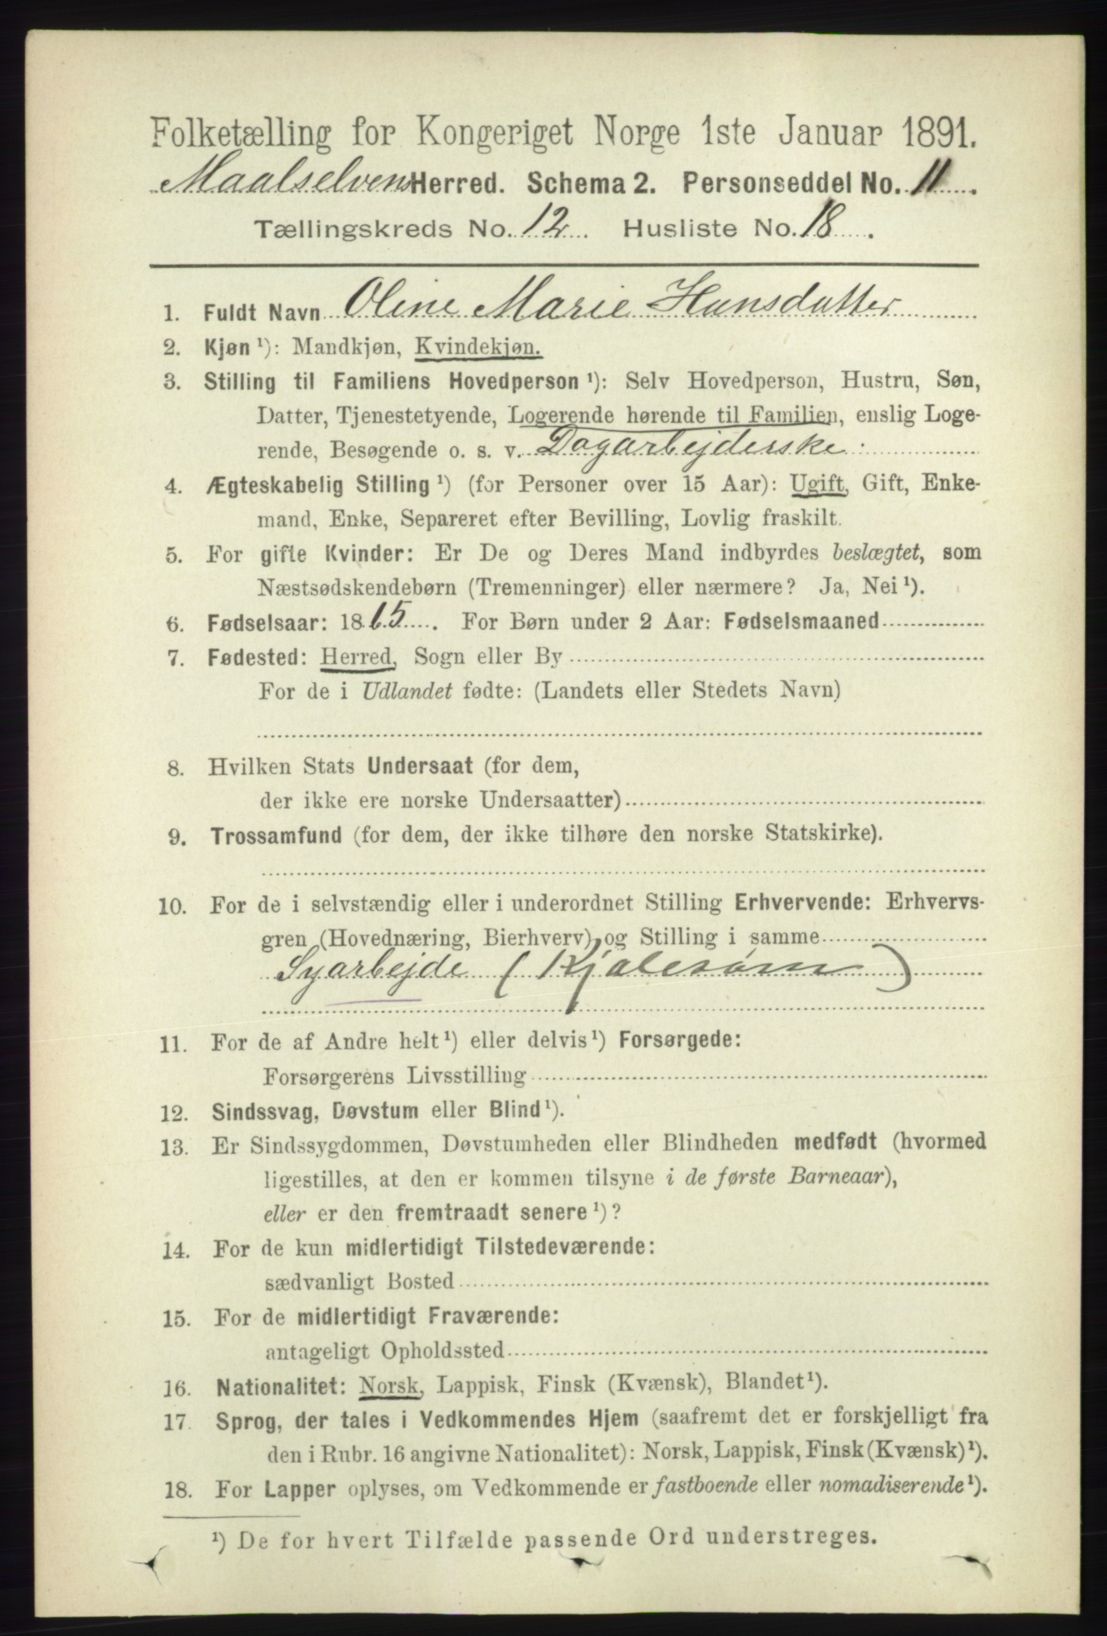 Folketælling for Kongeriget Norge 1ste Januar 1891.
Maalselvens Herred. Schema 2. Personseddel No. 11.
Tællingskreds No. 12. Husliste No. 18.
1. Fuldt Navn Oline Marie Hansdatter
2. Kjøn ¹): Mandkjøn, Kvindekjøn.
3. Stilling til Familiens Hovedperson ¹): Selv Hovedperson, Hustru, Søn,
Datter, Tjenestetyende, Logerende hørende til Familien, enslig Loge-
rende, Besøgende o. s. v. Dagarbejderske.
4. Ægteskabelig Stilling ¹) (for Personer over 15 Aar): Ugift, Gift, Enke-
mand, Enke, Separeret efter Bevilling, Lovlig fraskilt.
5. For gifte Kvinder: Er De og Deres Mand indbyrdes beslægtet, som
Næstsødskendebørn (Tremenninger) eller nærmere? Ja, Nei ¹).
6. Fødselsaar: 1865. For Børn under 2 Aar: Fødselsmaaned
7. Fødested: Herred, Sogn eller By
For de i Udlandet fødte: (Landets eller Stedets Navn)
8. Hvilken Stats Undersaat (for dem,
der ikke ere norske Undersaatter)
9. Trossamfund (for dem, der ikke tilhøre den norske Statskirke).
10. For de i selvstændig eller i underordnet Stilling Erhvervende: Erhvervs-
gren (Hovednæring, Bierhverv) og Stilling i samme
Syarbejde (Kjolesøm)
11. For de af Andre helt ¹) eller delvis ¹) Forsørgede:
Forsørgerens Livsstilling
12. Sindssvag, Døvstum eller Blind ¹).
13. Er Sindssygdommen, Døvstumheden eller Blindheden medfødt (hvormed
ligestilles, at den er kommen tilsyne i de første Barneaar),
eller er den fremtraadt senere ¹)?
14. For de kun midlertidigt Tilstedeværende:
sædvanligt Bosted
15. For de midlertidigt Fraværende:
antageligt Opholdssted
16. Nationalitet: Norsk, Lappisk, Finsk (Kvænsk), Blandet ¹).
17 Sprog, der tales i Vedkommendes Hjem (saafremt det er forskjelligt fra
den i Rubr. 16 angivne Nationalitet): Norsk, Lappisk, Finsk (Kvænsk) ¹).
18. For Lapper oplyses, om Vedkommende er fastboende eller nomadiserende ¹).
¹) De for hvert Tilfælde passende Ord understreges.